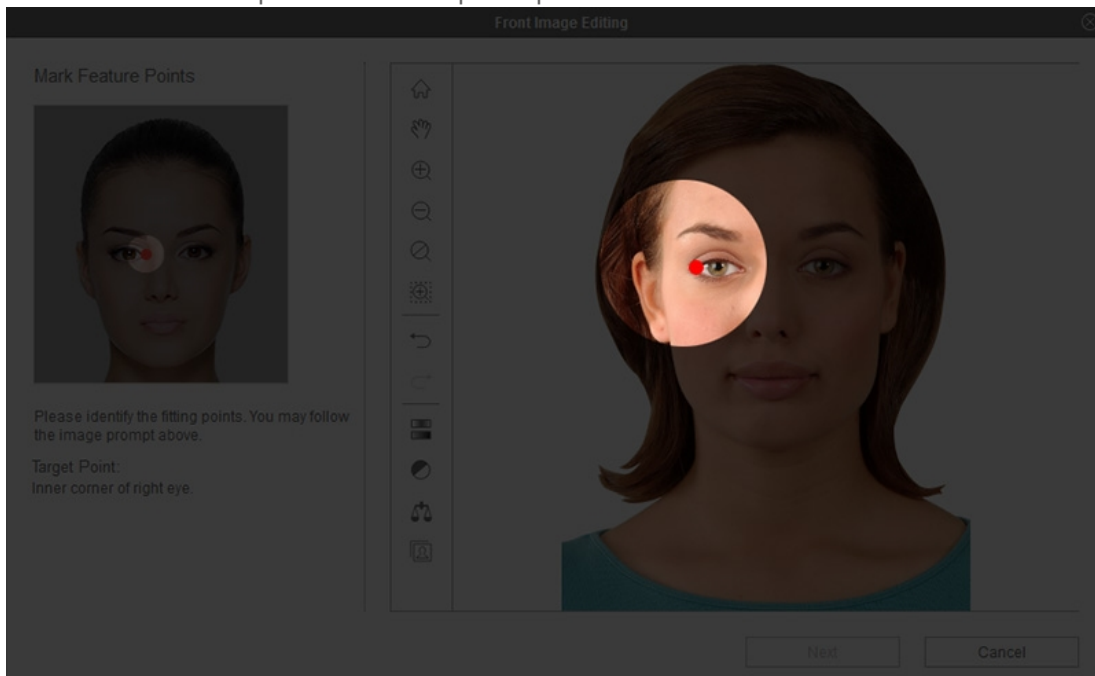 Front Image Editing
Mark Feature Points
Please identify the fitting points. You may follow
the image prompt above.
Target Point:
Inner corner of right eye.
Next
Cancel